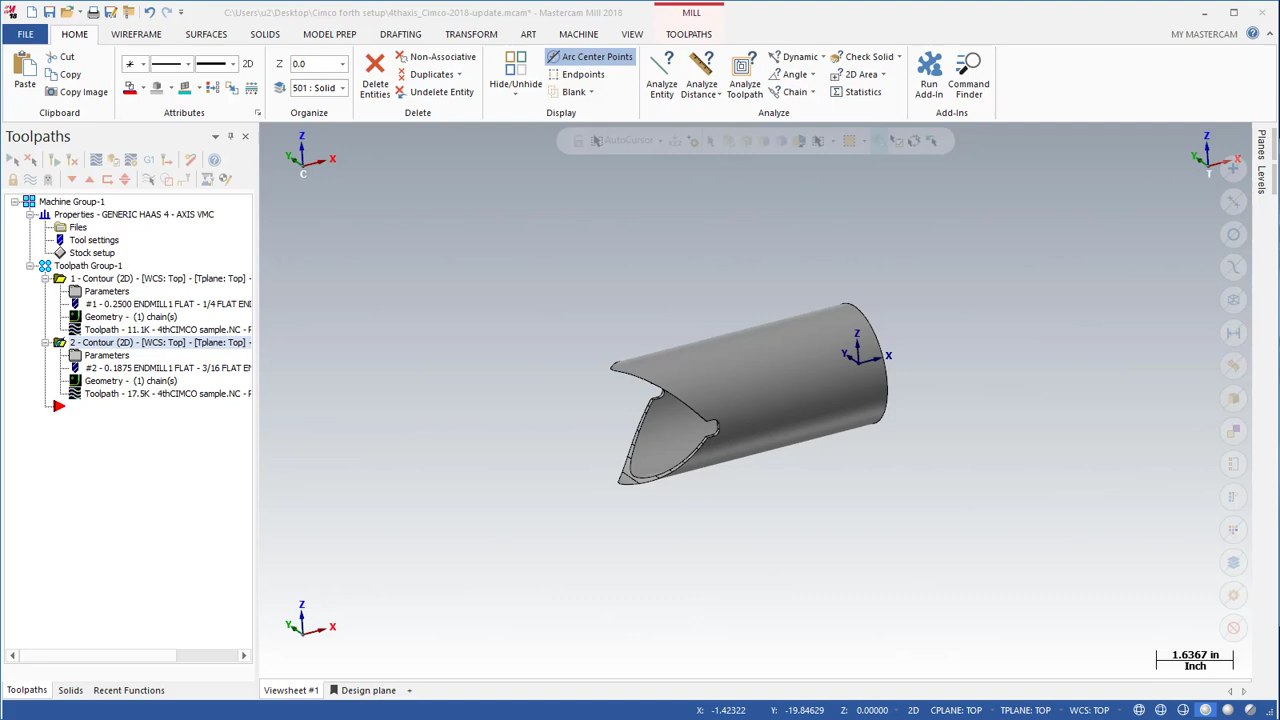 C:\Users\u2\Desktop\Cimco forth setup\4thaxis_Cimco-2018-update.mcam* - Mastercam Mill 2018
MILL
FILE HOME WIREFRAME SURFACES SOLIDS MODEL PREP DRAFTING TRANSFORM ART MACHINE VIEW TOOLPATHS MY MASTERCAM
Paste
Cut
Copy
Copy Image
Clipboard
2D
Attributes
Z 0.0
501 : Solid
Organize
Delete Entities
Non-Associative
Duplicates
Undelete Entity
Delete
Hide/Unhide
Arc Center Points
Endpoints
Blank
Display
Analyze Entity
Analyze Distance
Analyze Toolpath
Dynamic
Angle
Chain
Check Solid
2D Area
Statistics
Analyze
Run Add-In
Command Finder
Add-Ins
Toolpaths
G1
Machine Group-1
Properties - GENERIC HAAS 4 - AXIS VMC
Files
Tool settings
Stock setup
Toolpath Group-1
1 - Contour (2D) - [WCS: Top] - [Tplane: Top] -
Parameters
#1 - 0.2500 ENDMILL1 FLAT - 1/4 FLAT EN
Geometry - (1) chain(s)
Toolpath - 11.1K - 4thCIMCO sample.NC - P
2 - Contour (2D) - [WCS: Top] - [Tplane: Top] -
Parameters
#2 - 0.1875 ENDMILL1 FLAT - 3/16 FLAT E
Geometry - (1) chain(s)
Toolpath - 17.5K - 4thCIMCO sample.NC - P
AutoCursor
Z
Y
X
C
Z
Y
X
T
Z
Y
X
Z
Y
X
Planes
Levels
1.6367 in
Inch
Toolpaths Solids Recent Functions
Viewsheet #1 Design plane +
X: -1.42322 Y: -19.84629 Z: 0.00000 2D CPLANE: TOP TPLANE: TOP WCS: TOP